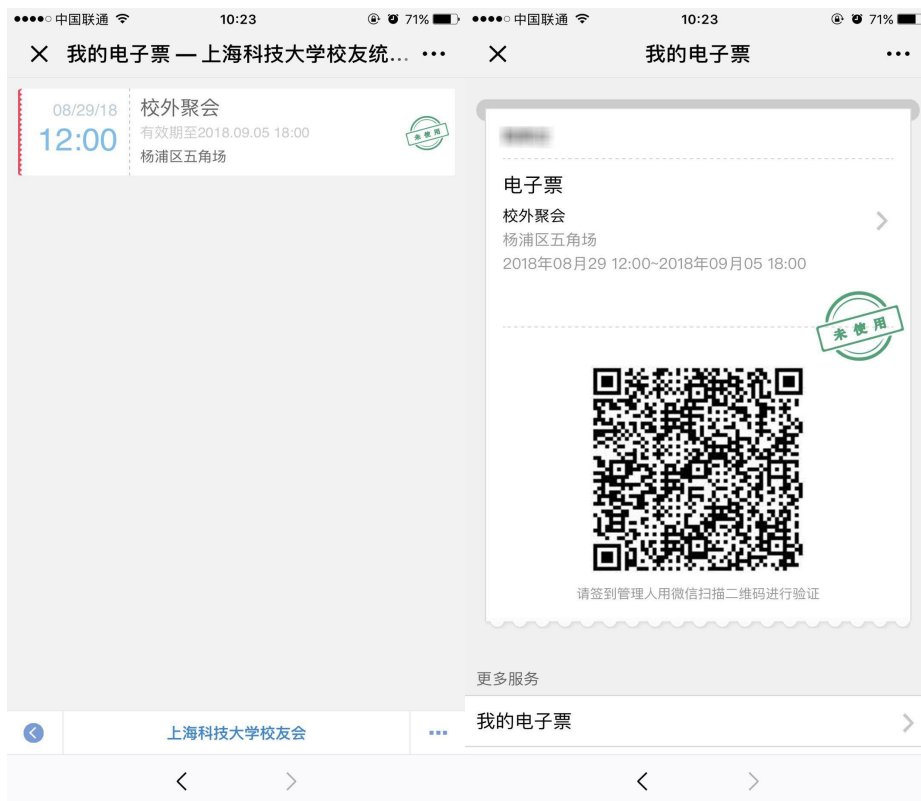 中国联通
10:23
71%
我的电子票 — 上海科技大学校友统...
08/29/18
12:00
校外聚会
有效期至2018.09.05 18:00
杨浦区五角场
未使用
上海科技大学校友会
中国联通
10:23
71%
我的电子票
电子票
校外聚会
杨浦区五角场
2018年08月29 12:00~2018年09月05 18:00
未使用
请签到管理人用微信扫描二维码进行验证
更多服务
我的电子票